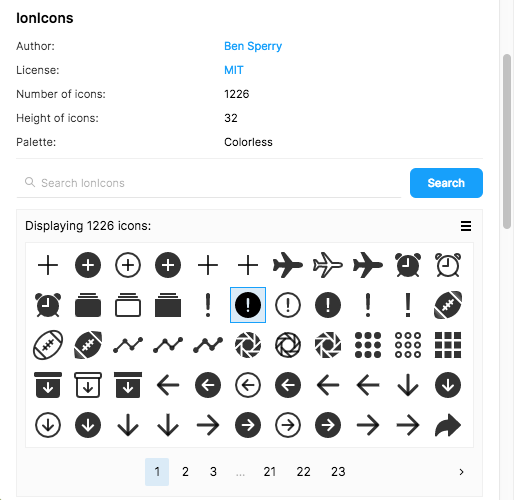 IonIcons
Author: Ben Sperry
License: MIT
Number of icons: 1226
Height of icons: 32
Palette: Colorless
Search IonIcons Search
Displaying 1226 icons:
1 2 3 ... 21 22 23